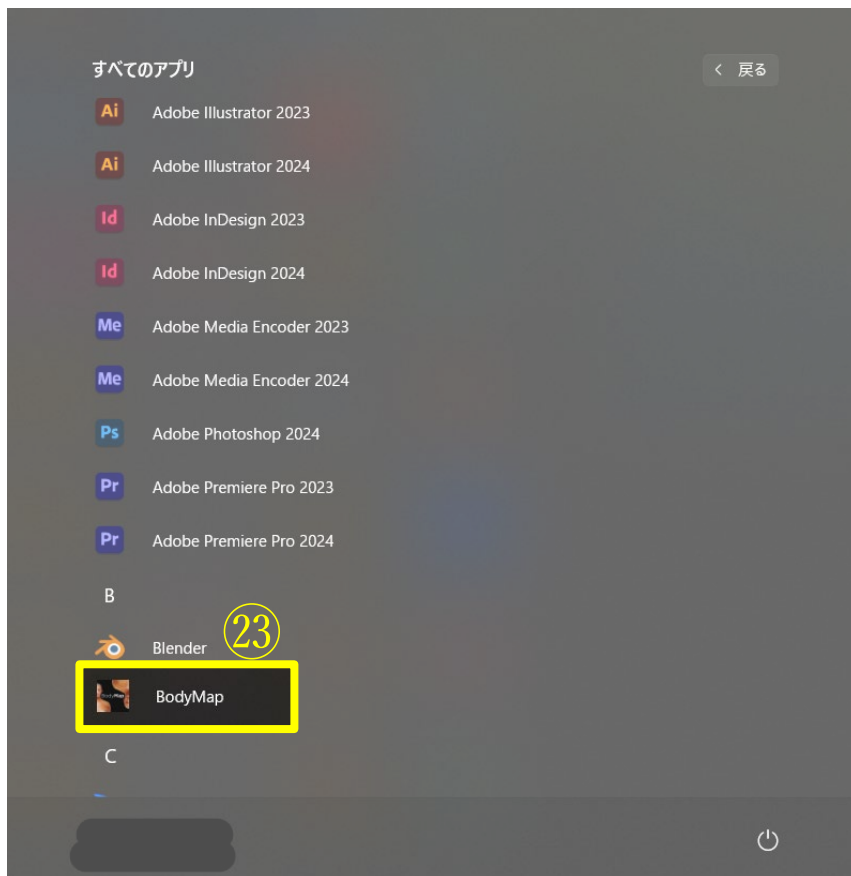 すべてのアプリ
戻る
Ai Adobe Illustrator 2023
Ai Adobe Illustrator 2024
Id Adobe InDesign 2023
Id Adobe InDesign 2024
Me Adobe Media Encoder 2023
Me Adobe Media Encoder 2024
Ps Adobe Photoshop 2024
Pr Adobe Premiere Pro 2023
Pr Adobe Premiere Pro 2024
B
㉓
Blender
BodyMap
C